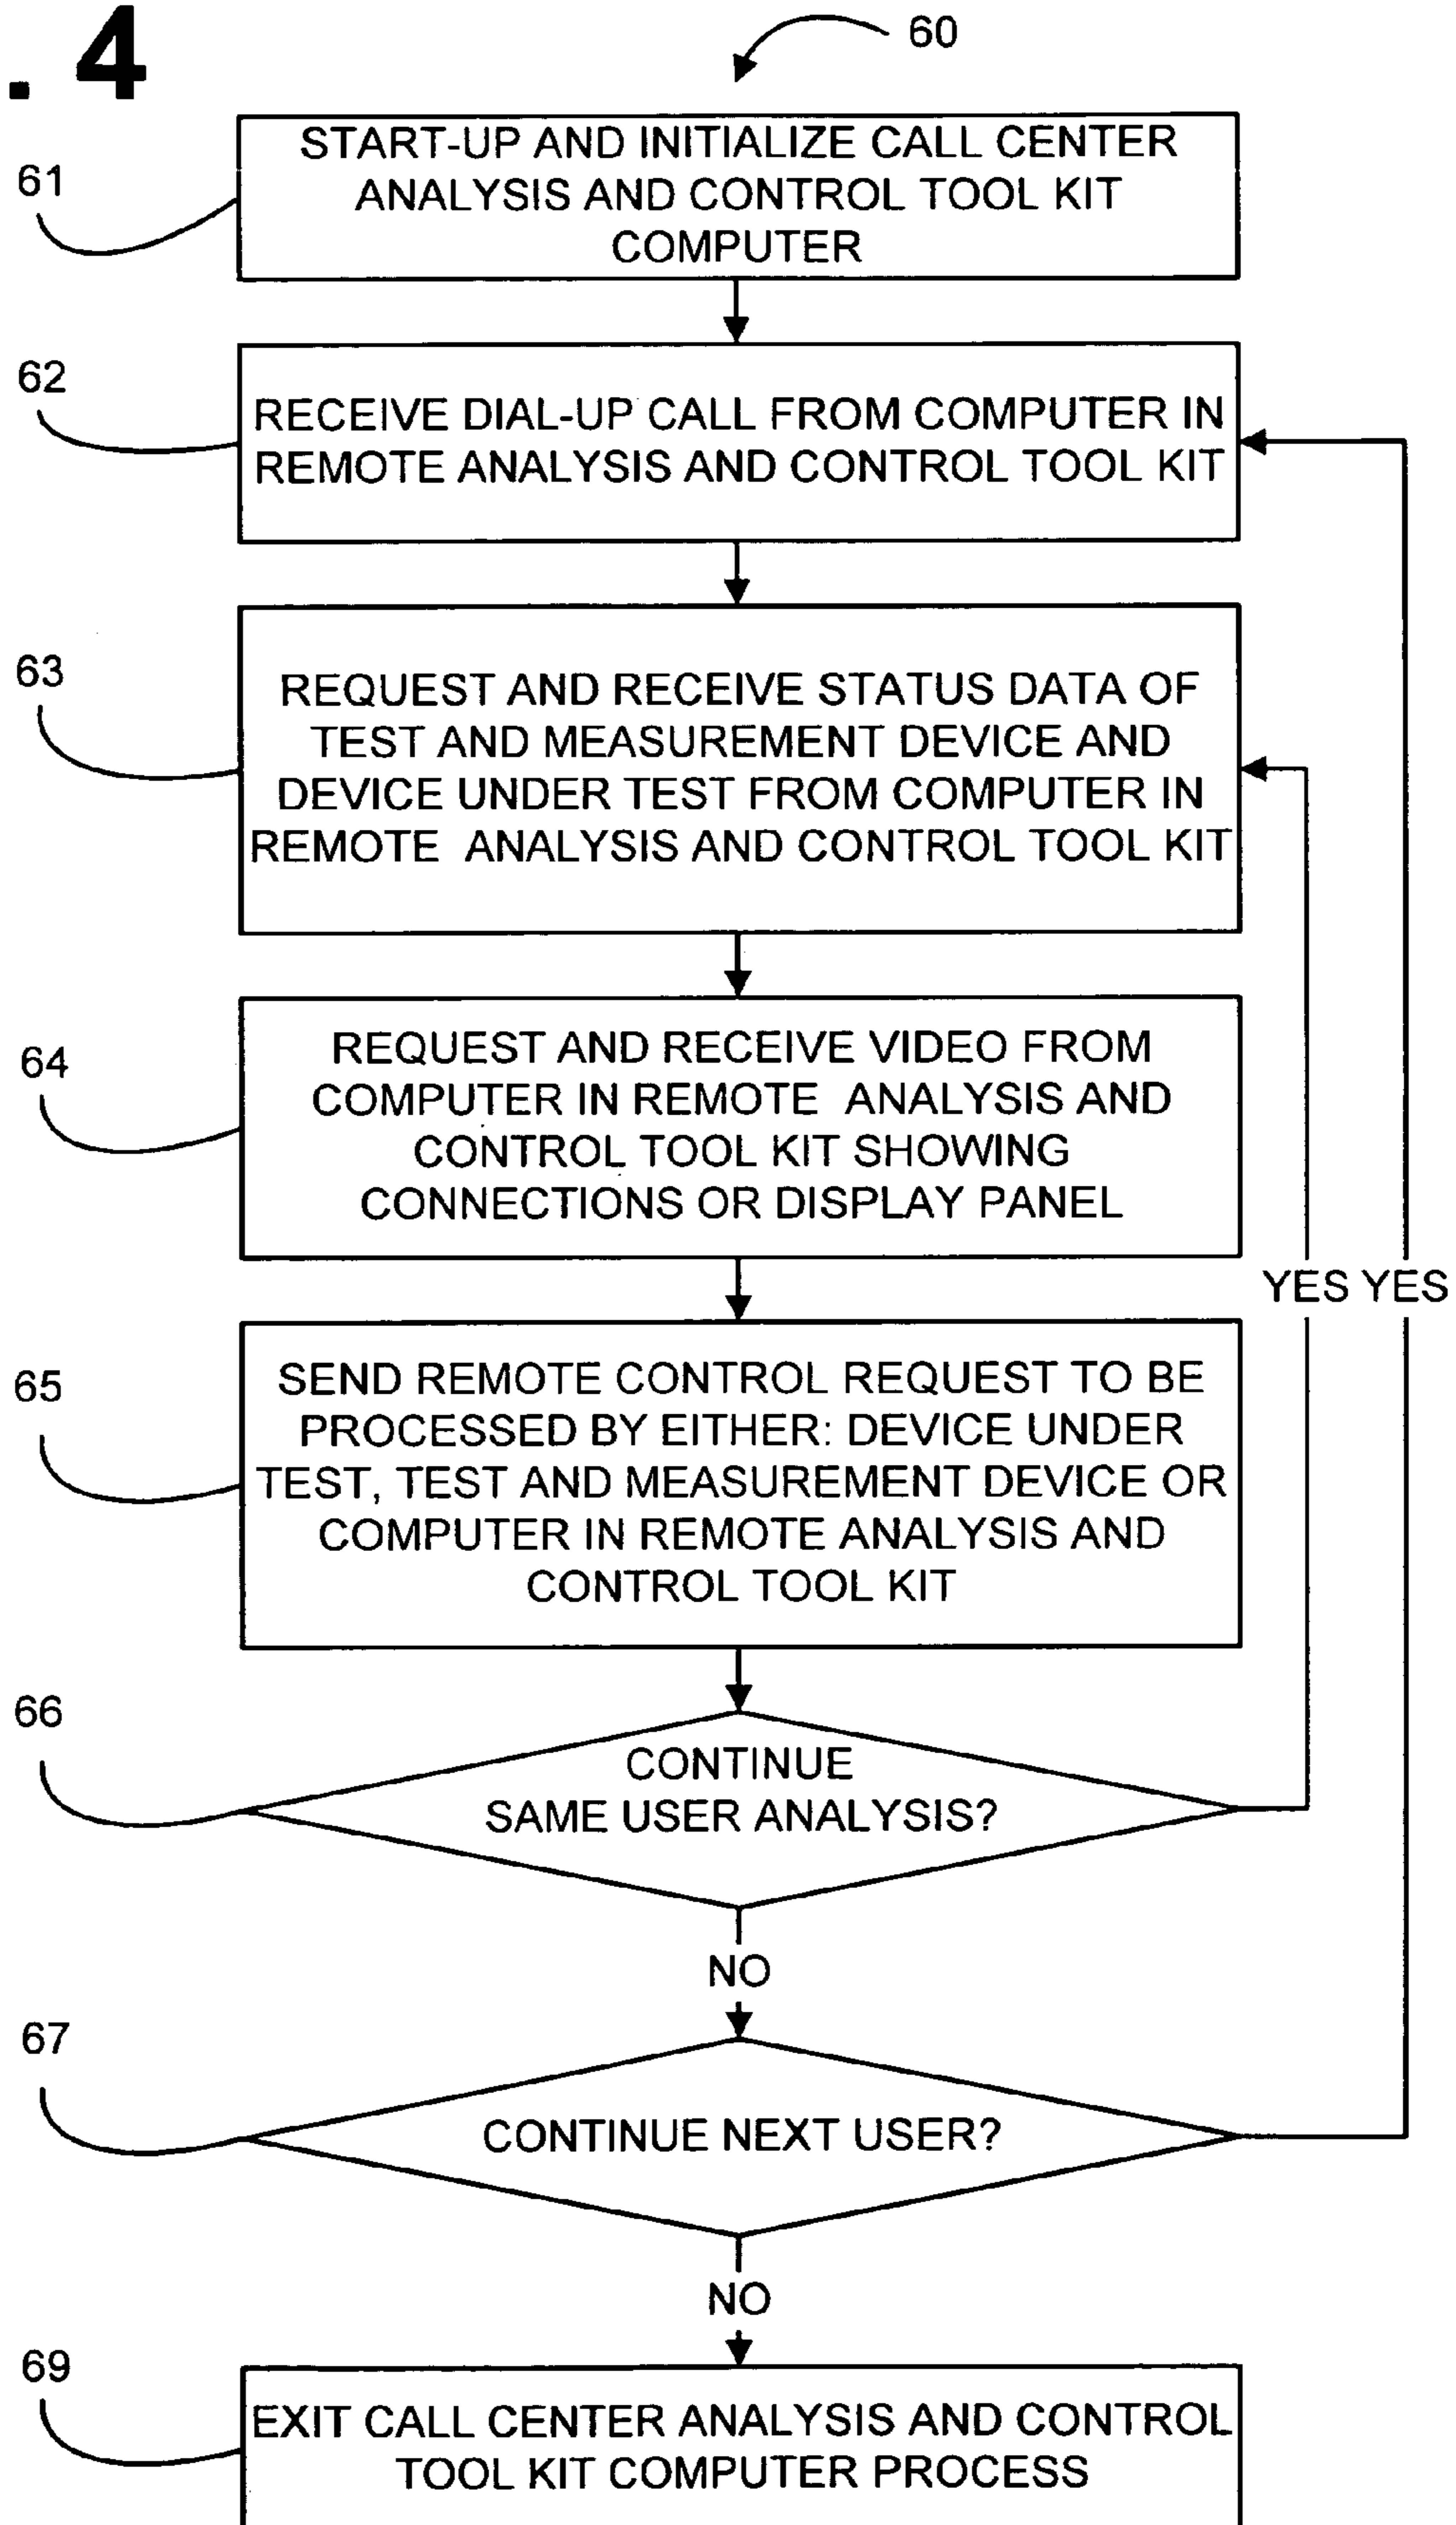 . 4
60
61
START-UP AND INITIALIZE CALL CENTER
ANALYSIS AND CONTROL TOOL KIT
COMPUTER
62
RECEIVE DIAL-UP CALL FROM COMPUTER IN
REMOTE ANALYSIS AND CONTROL TOOL KIT
63
REQUEST AND RECEIVE STATUS DATA OF
TEST AND MEASUREMENT DEVICE AND
DEVICE UNDER TEST FROM COMPUTER IN
REMOTE ANALYSIS AND CONTROL TOOL KIT
64
REQUEST AND RECEIVE VIDEO FROM
COMPUTER IN REMOTE ANALYSIS AND
CONTROL TOOL KIT SHOWING
CONNECTIONS OR DISPLAY PANEL
YES YES
65
SEND REMOTE CONTROL REQUEST TO BE
PROCESSED BY EITHER: DEVICE UNDER
TEST, TEST AND MEASUREMENT DEVICE OR
COMPUTER IN REMOTE ANALYSIS AND
CONTROL TOOL KIT
66
CONTINUE
SAME USER ANALYSIS?
NO
67
CONTINUE NEXT USER?
NO
69
EXIT CALL CENTER ANALYSIS AND CONTROL
TOOL KIT COMPUTER PROCESS